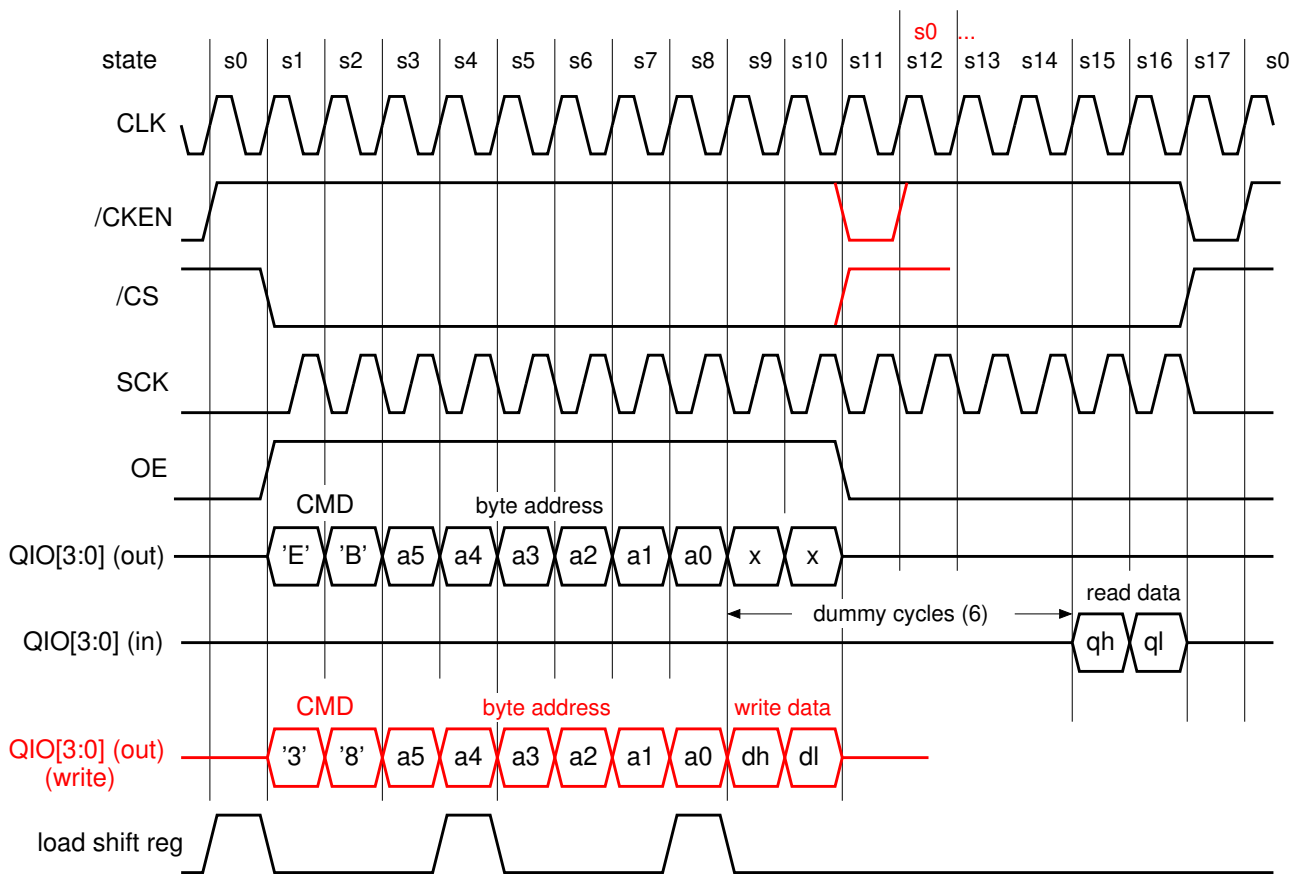 s0 ...
state s0 s1 s2 s3 s4 s5 s6 s7 s8 s9 s10 s11 s12 s13 s14 s15 s16 s17 s0
CLK
/CKEN
/CS
SCK
OE
CMD byte address
QIO[3:0] (out) 'E' 'B' a5 a4 a3 a2 a1 a0 x x
read data
dummy cycles (6)
QIO[3:0] (in) qh ql
CMD byte address write data
QIO[3:0] (out) '3' '8' a5 a4 a3 a2 a1 a0 dh dl
(write)
load shift reg